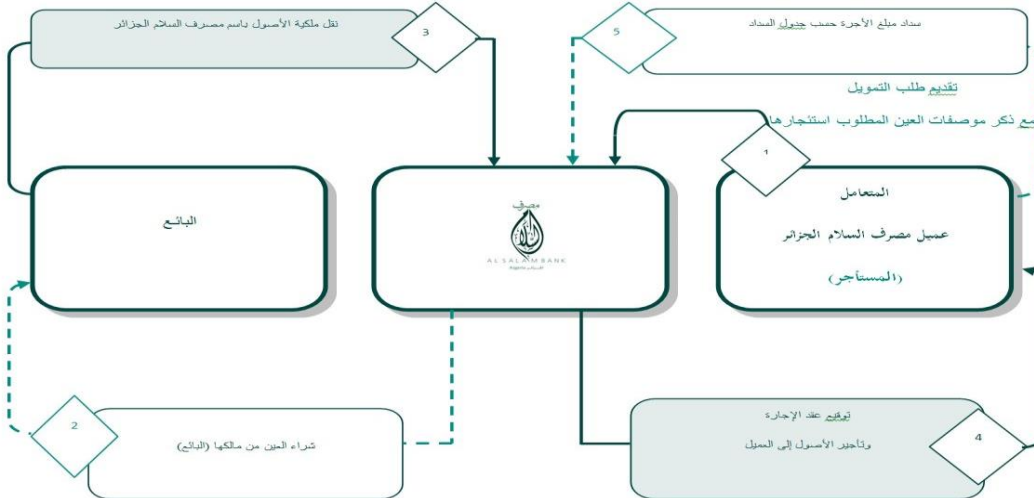 نقل ملكية الأصول باسم مصرف السلام الجزائر
3
5
سداد مبلغ الأجرة حسب جدول السداد
تقديم طلب التمويل
مع ذكر موصفات العين المطلوب استئجارها
1
البائع
مصرف
السلام
AL SALAM BANK
المتعامل
عميل مصرف السلام الجزائر
(المستأجر)
2
شراء العين من مالكها (البائع)
توقيع عقد الإجارة
وتأجير الأصول إلى العميل
4